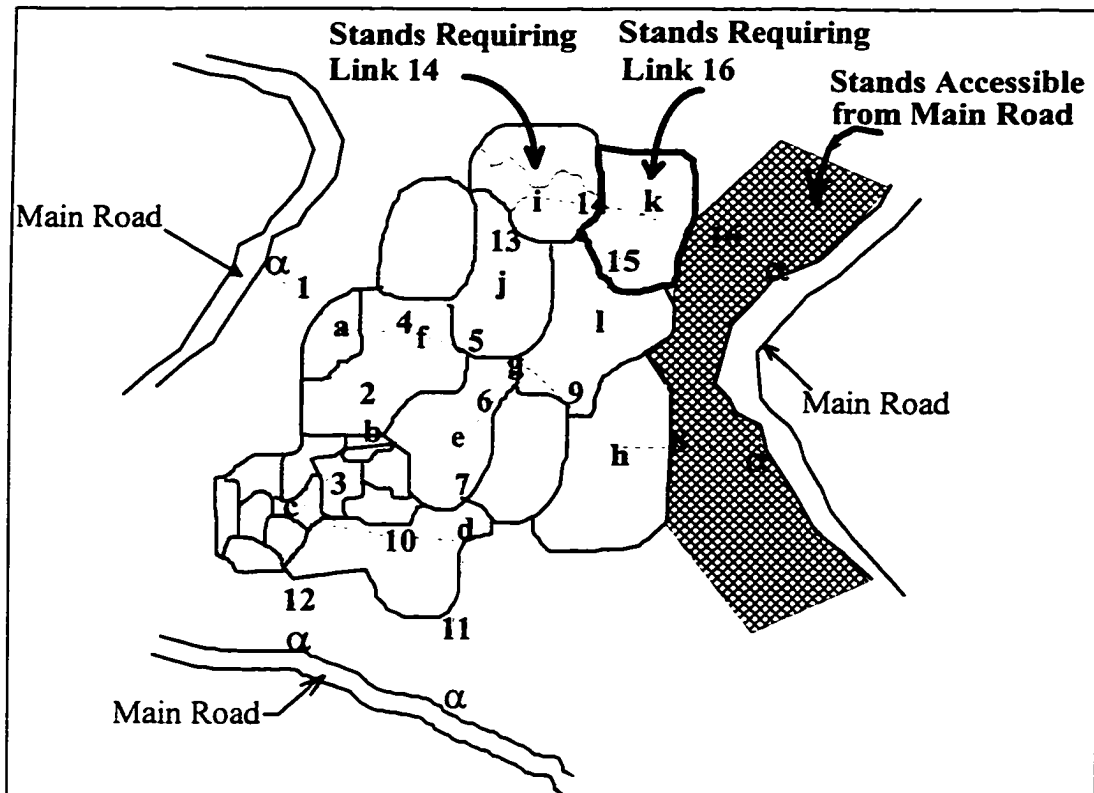 Stands Requiring
Link 14
Stands Requiring
Link 16
Stands Accessible
from Main Road
Main Road
α
1
i
14
k
13
15
α
j
a
4
f
5
l
g
2
6
9
Main Road
b
e
h
α
3
7
c
10
d
12
11
α
α
Main Road